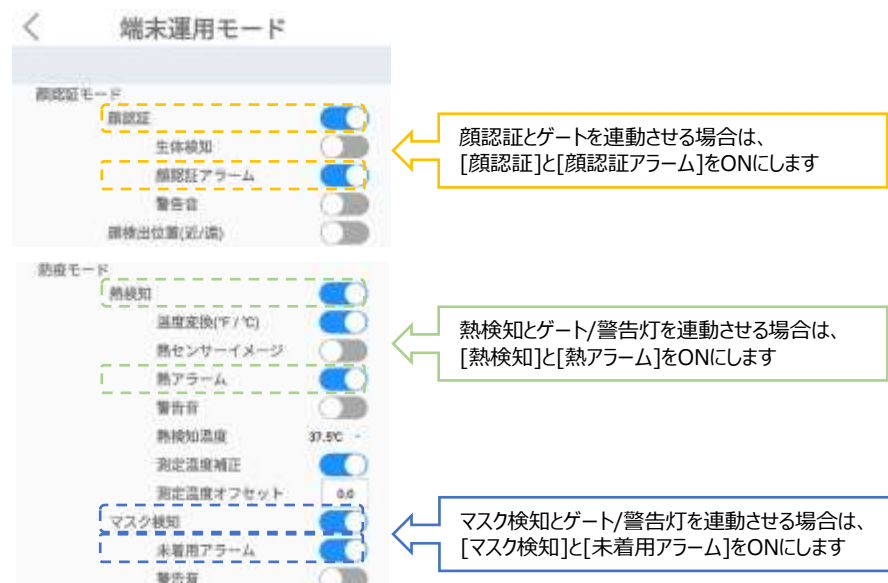 端末運用モード
顔認証モード
顔認証
生体検知
顔認証アラーム
警告音
顔検出位置(近/遠)
顔認証とゲートを連動させる場合は、
[顔認証]と[顔認証アラーム]をONにします
防疫モード
熱検知
温度変換(°F / ℃)
熱センサーイメージ
熱アラーム
警告音
熱検知温度 37.5℃
測定温度補正
測定温度オフセット 0.0
熱検知とゲート/警告灯を連動させる場合は、
[熱検知]と[熱アラーム]をONにします
マスク検知
未着用アラーム
警告音
マスク検知とゲート/警告灯を連動させる場合は、
[マスク検知]と[未着用アラーム]をONにします